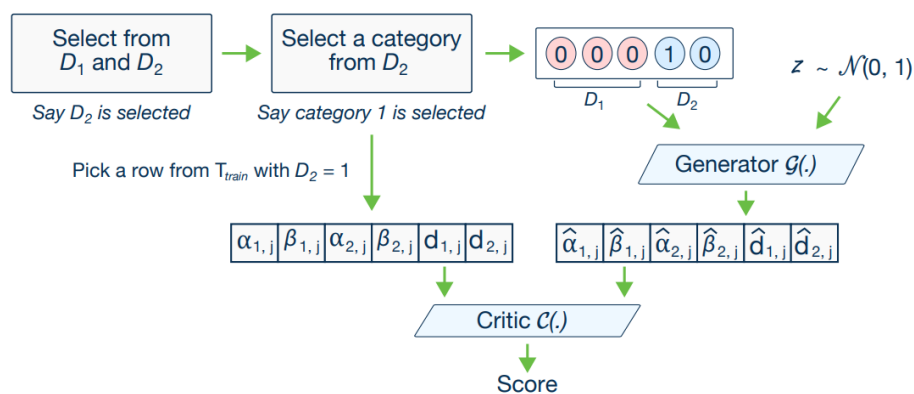 Select from
D₁ and D₂
Select a category
from D₂
0 0 0 1 0
D₁
D₂
z ~ 𝒩(0, 1)
Say D₂ is selected
Say category 1 is selected
Pick a row from T_train with D₂ = 1
Generator 𝒢(.)
α₁,ⱼ β₁,ⱼ α₂,ⱼ β₂,ⱼ d₁,ⱼ d₂,ⱼ
α̂₁,ⱼ β̂₁,ⱼ α̂₂,ⱼ β̂₂,ⱼ d̂₁,ⱼ d̂₂,ⱼ
Critic 𝒞(.)
Score